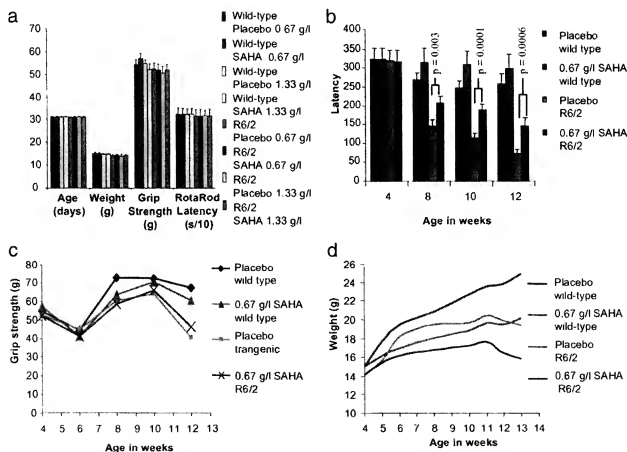 a
60
50
40
30
20
10
0
Age
(days)
Weight
(g)
Grip
Strength
(g)
RotaRod
Latency
(s/10)
Wild-type
Placebo 0 67 g/l
Wild-type
SAHA 0.67 g/l
Wild-type
Placebo 1.33 g/l
Wild-type
SAHA 1.33 g/l
R6/2
Placebo 0.67 g/l
R6/2
SAHA 0.67 g/l
R6/2
Placebo 1.33 g/l
R6/2
SAHA 1.33 g/l
b
Latency
400
350
300
250
200
150
100
50
0
p = 0.003
p = 0.0001
p = 0.0006
4
8
10
12
Age in weeks
Placebo
wild type
0.67 g/l SAHA
wild type
Placebo
R6/2
0.67 g/l SAHA
R6/2
c
Grip strength (g)
80
70
60
50
40
30
20
10
0
4 5 6 7 8 9 10 11 12 13
Age in weeks
Placebo
wild-type
0.67 g/l SAHA
wild type
Placebo
trangenic
0.67 g/l SAHA
R6/2
d
Weight (g)
26
24
22
20
18
16
14
12
10
4 5 6 7 8 9 10 11 12 13 14
Age in weeks
Placebo
wild-type
0.67 g/l SAHA
wild-type
Placebo
R6/2
0.67 g/l SAHA
R6/2